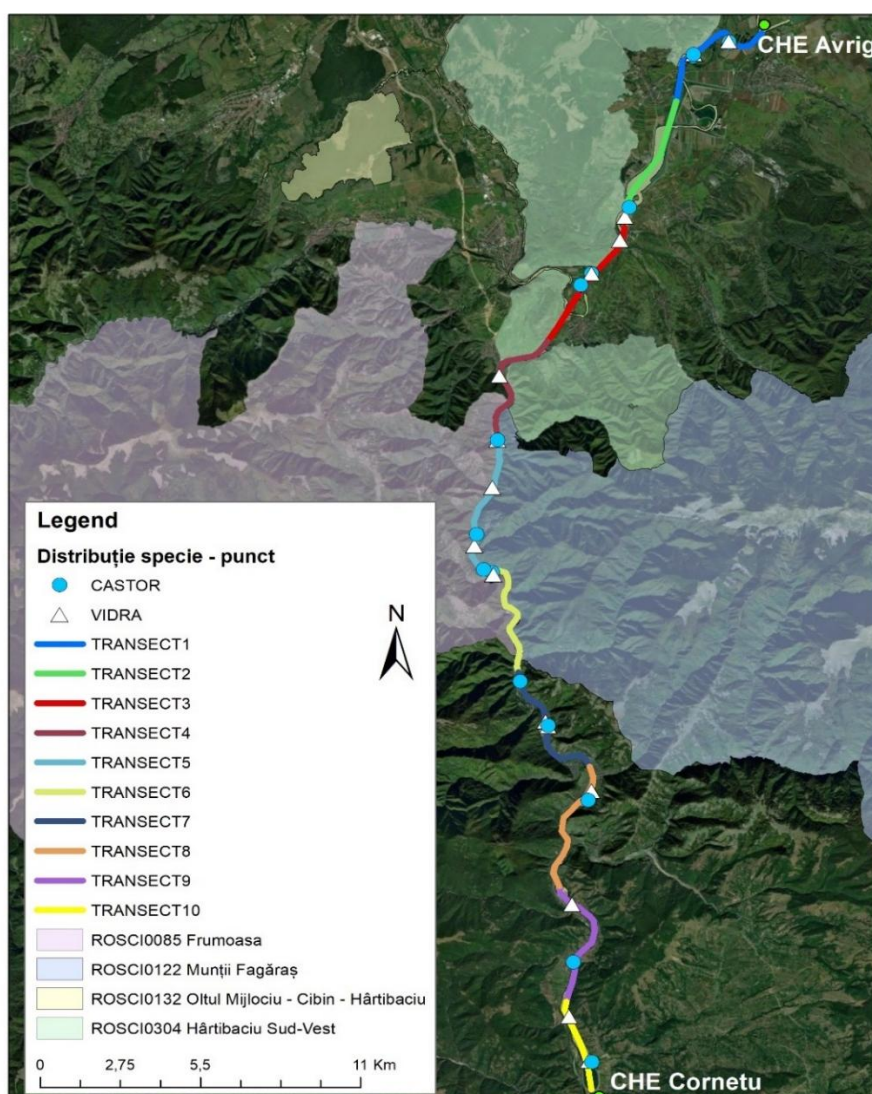 CHE Avrig
Legend
Distribuție specie - punct
CASTOR
VIDRA
TRANSECT1
TRANSECT2
TRANSECT3
TRANSECT4
TRANSECT5
TRANSECT6
TRANSECT7
TRANSECT8
TRANSECT9
TRANSECT10
ROSCI0085 Frumoasa
ROSCI0122 Munții Fagăraș
ROSCI0132 Oltul Mijlociu - Cibin - Hârtibaciu
ROSCI0304 Hârtibaciu Sud-Vest
N
0 2,75 5,5 11 Km
CHE Cornetu